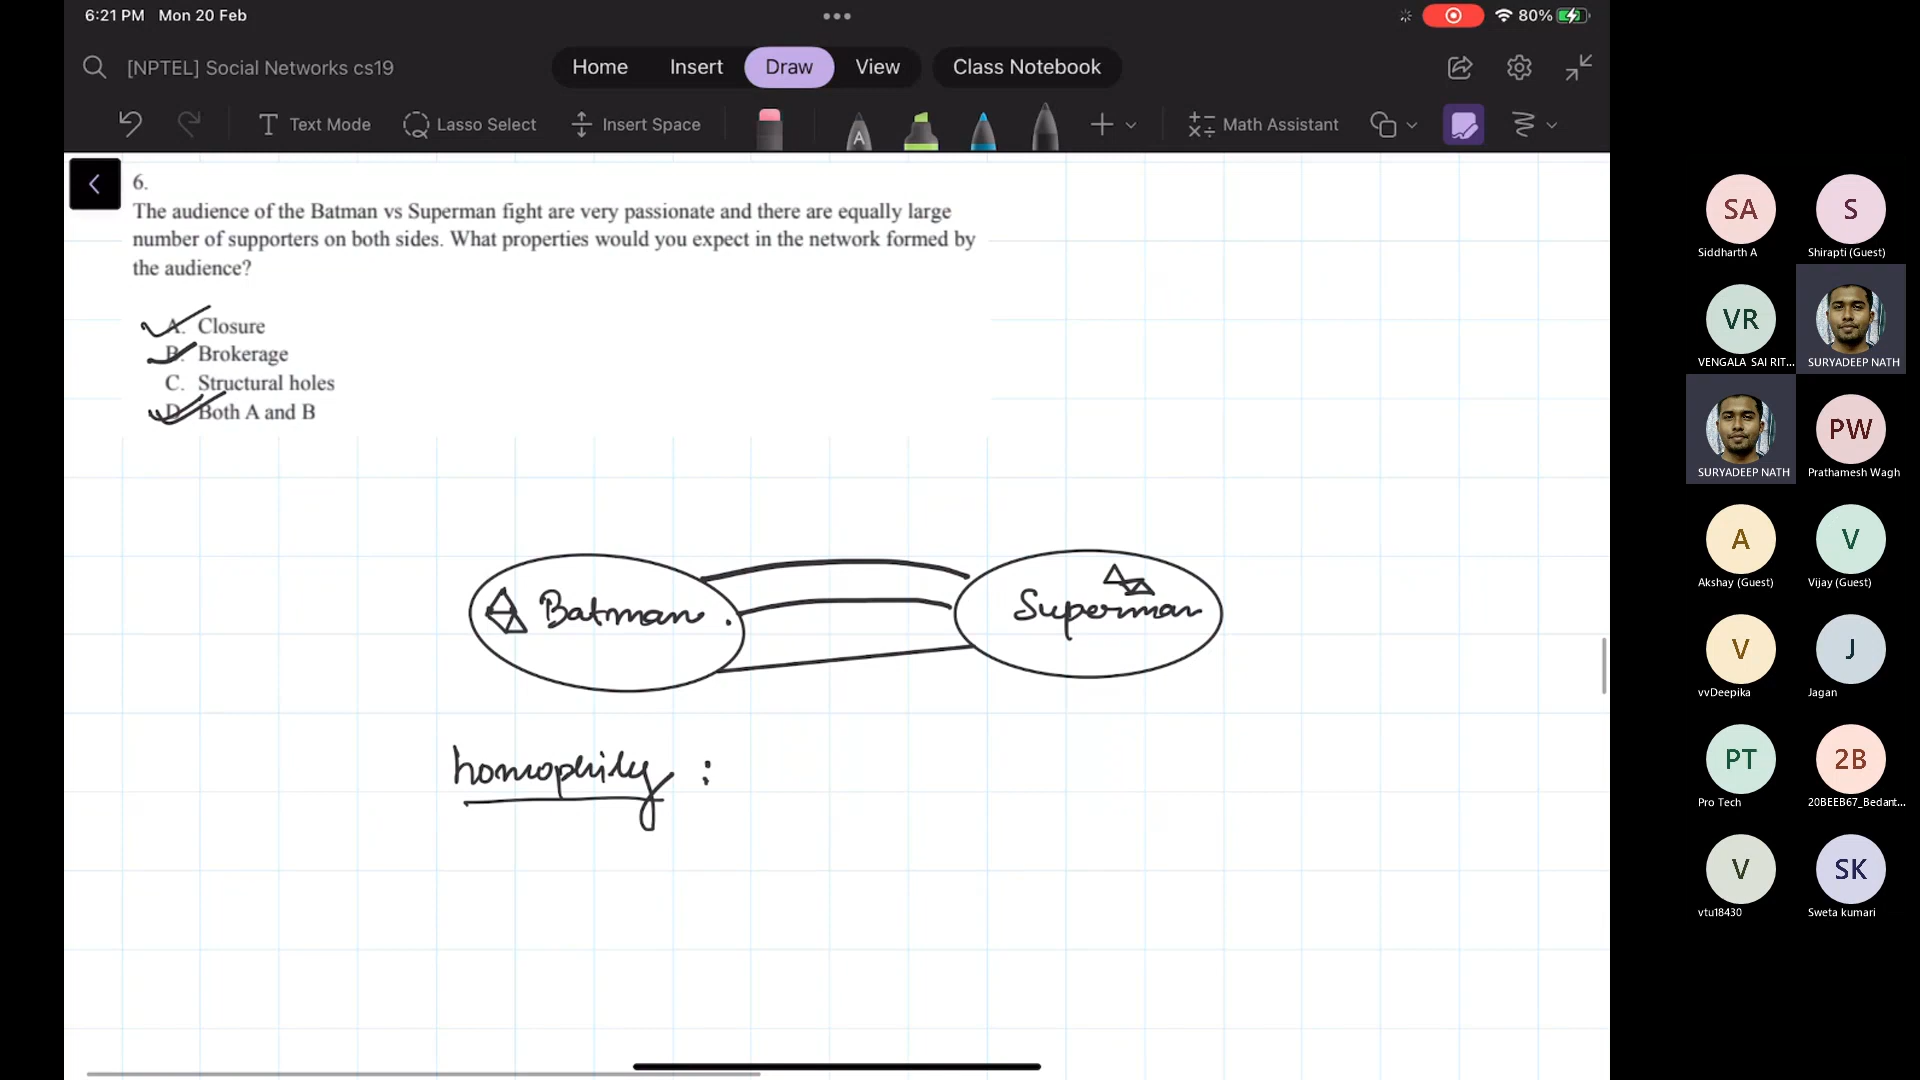 6:21 PM Mon 20 Feb
80%
[NPTEL] Social Networks cs19
Home Insert Draw View Class Notebook
Text Mode Lasso Select Insert Space A Math Assistant
6.
The audience of the Batman vs Superman fight are very passionate and there are equally large
number of supporters on both sides. What properties would you expect in the network formed by
the audience?
A. Closure
B. Brokerage
C. Structural holes
D. Both A and B
Batman Superman
homophily :
SA S
Siddharth A Shirapti (Guest)
VR
VENGALA SAI RIT... SURYADEEP NATH
PW
SURYADEEP NATH Prathamesh Wagh
A V
Akshay (Guest) Vijay (Guest)
V J
vvDeepika Jagan
PT 2B
Pro Tech 20BEEB67_Bedant...
V SK
vtu18430 Sweta kumari